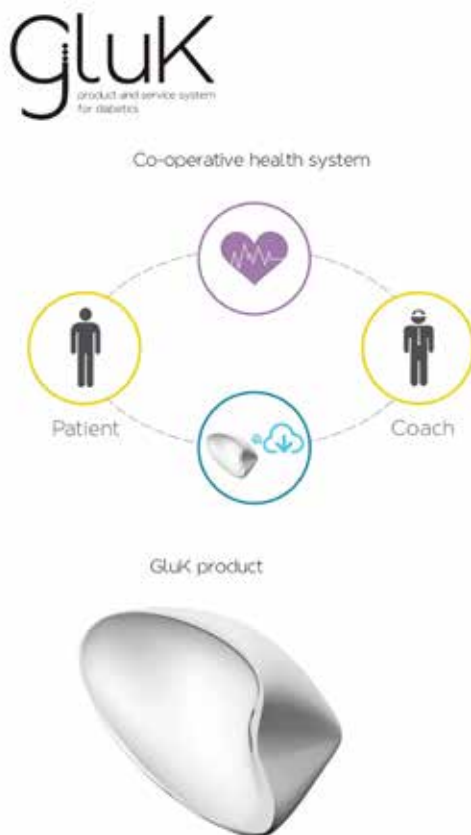 gluK
product and service system
for diabetics
Co-operative health system
Patient
Coach
GluK product